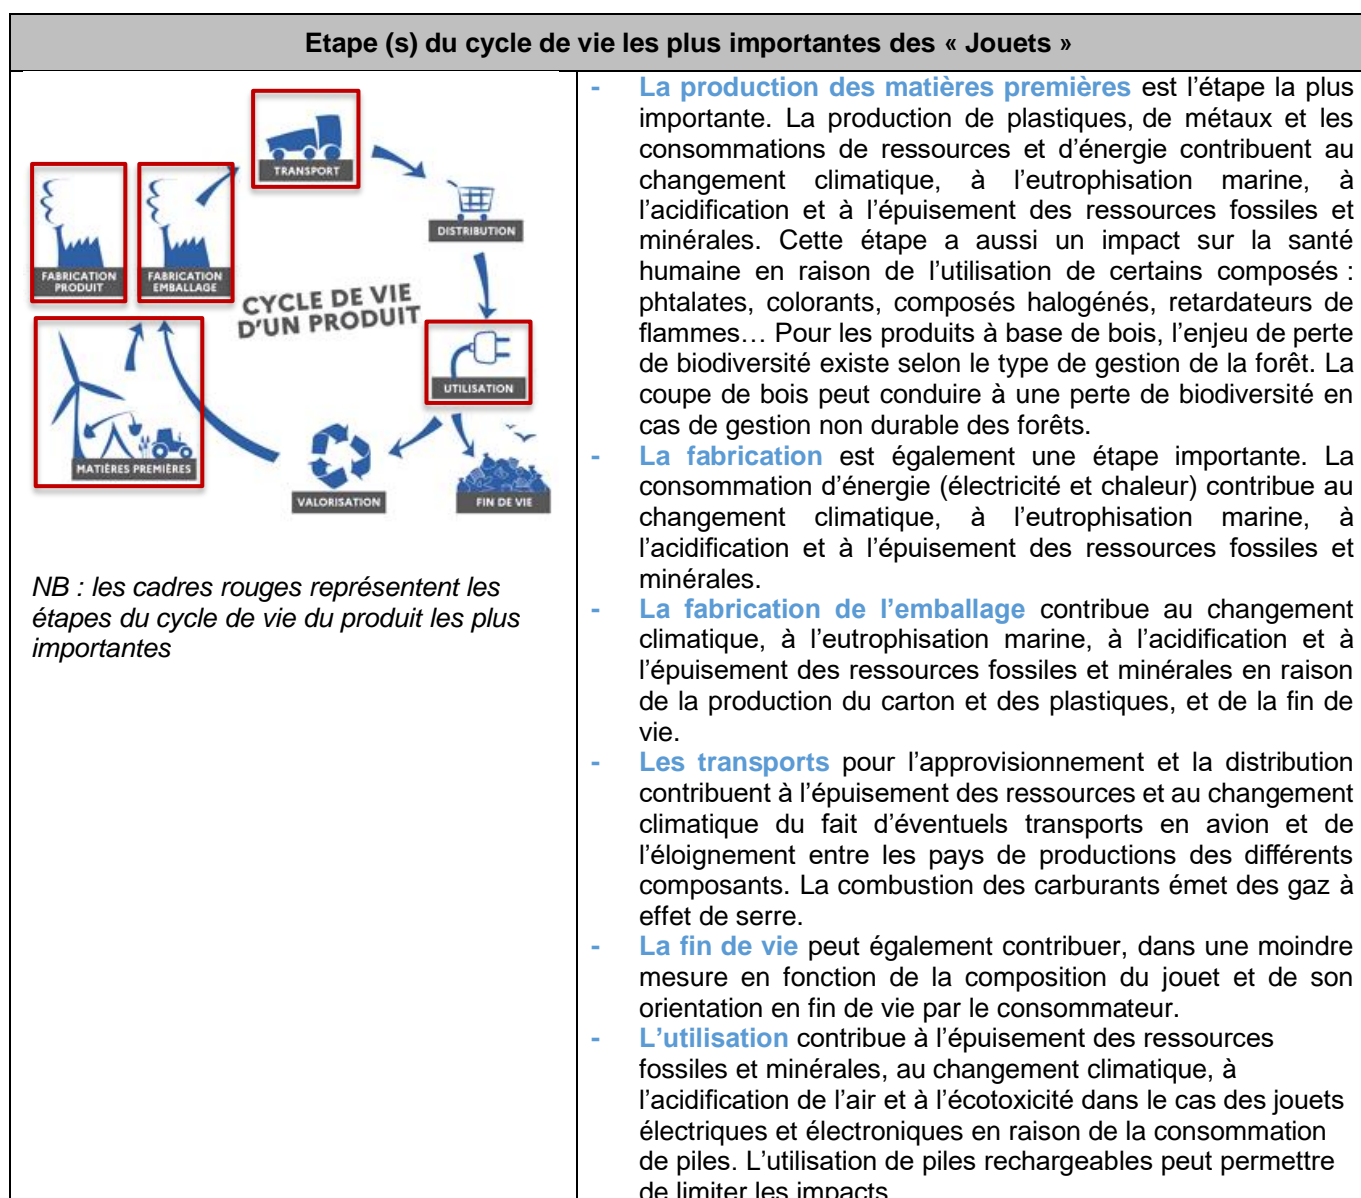 Etape (s) du cycle de vie les plus importantes des « Jouets »
TRANSPORT
DISTRIBUTION
FABRICATION
PRODUIT
FABRICATION
EMBALLAGE
CYCLE DE VIE
D'UN PRODUIT
UTILISATION
MATIÈRES PREMIÈRES
VALORISATION
FIN DE VIE
NB : les cadres rouges représentent les
étapes du cycle de vie du produit les plus
importantes
- La production des matières premières est l’étape la plus
importante. La production de plastiques, de métaux et les
consommations de ressources et d’énergie contribuent au
changement climatique, à l’eutrophisation marine, à
l’acidification et à l’épuisement des ressources fossiles et
minérales. Cette étape a aussi un impact sur la santé
humaine en raison de l’utilisation de certains composés :
phtalates, colorants, composés halogénés, retardateurs de
flammes… Pour les produits à base de bois, l’enjeu de perte
de biodiversité existe selon le type de gestion de la forêt. La
coupe de bois peut conduire à une perte de biodiversité en
cas de gestion non durable des forêts.
- La fabrication est également une étape importante. La
consommation d’énergie (électricité et chaleur) contribue au
changement climatique, à l’eutrophisation marine, à
l’acidification et à l’épuisement des ressources fossiles et
minérales.
- La fabrication de l’emballage contribue au changement
climatique, à l’eutrophisation marine, à l’acidification et à
l’épuisement des ressources fossiles et minérales en raison
de la production du carton et des plastiques, et de la fin de
vie.
- Les transports pour l’approvisionnement et la distribution
contribuent à l’épuisement des ressources et au changement
climatique du fait d’éventuels transports en avion et de
l’éloignement entre les pays de productions des différents
composants. La combustion des carburants émet des gaz à
effet de serre.
- La fin de vie peut également contribuer, dans une moindre
mesure en fonction de la composition du jouet et de son
orientation en fin de vie par le consommateur.
- L’utilisation contribue à l’épuisement des ressources
fossiles et minérales, au changement climatique, à
l’acidification de l’air et à l’écotoxicité dans le cas des jouets
électriques et électroniques en raison de la consommation
de piles. L’utilisation de piles rechargeables peut permettre
de limiter les impacts